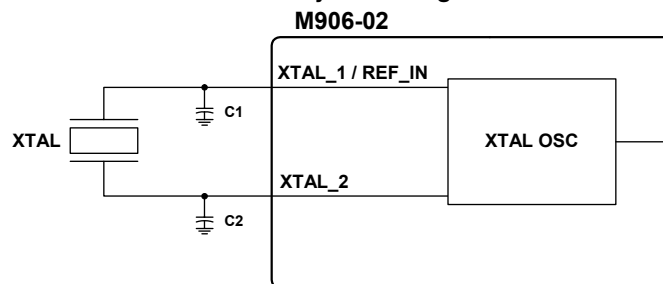 M906-02
XTAL_1 / REF_IN
C1
XTAL
XTAL OSC
XTAL_2
C2